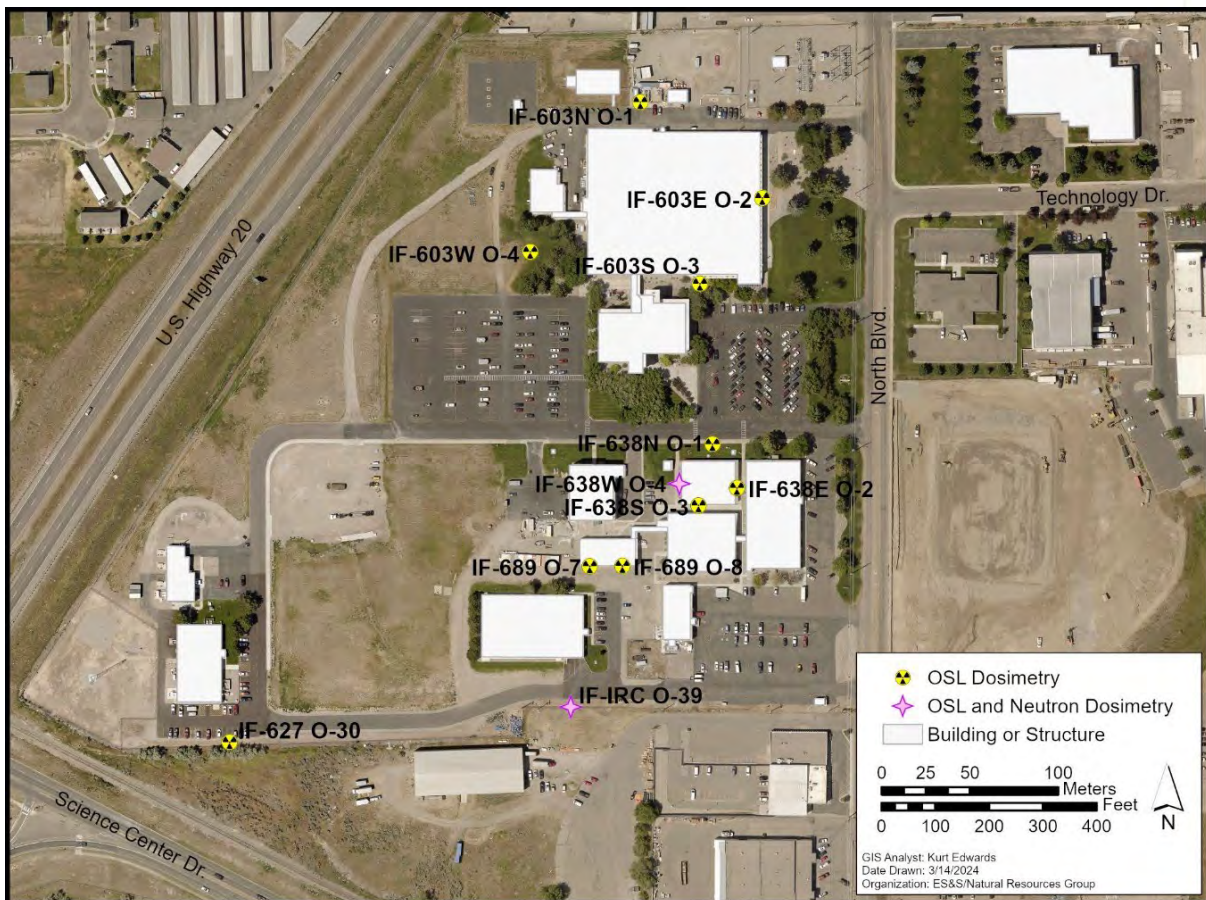 IF-603N O-1
IF-603E O-2
Technology Dr.
IF-603W O-4
IF-603S O-3
U.S. Highway 20
North Blvd.
IF-638N O-1
IF-638W O-4
IF-638E O-2
IF-638S O-3
IF-689 O-7
IF-689 O-8
IF-IRC O-39
IF-627 O-30
Science Center Dr.
OSL Dosimetry
OSL and Neutron Dosimetry
Building or Structure
0 25 50 100
Meters
Feet
0 100 200 300 400
N
GIS Analyst: Kurt Edwards
Date Drawn: 3/14/2024
Organization: ES&S/Natural Resources Group